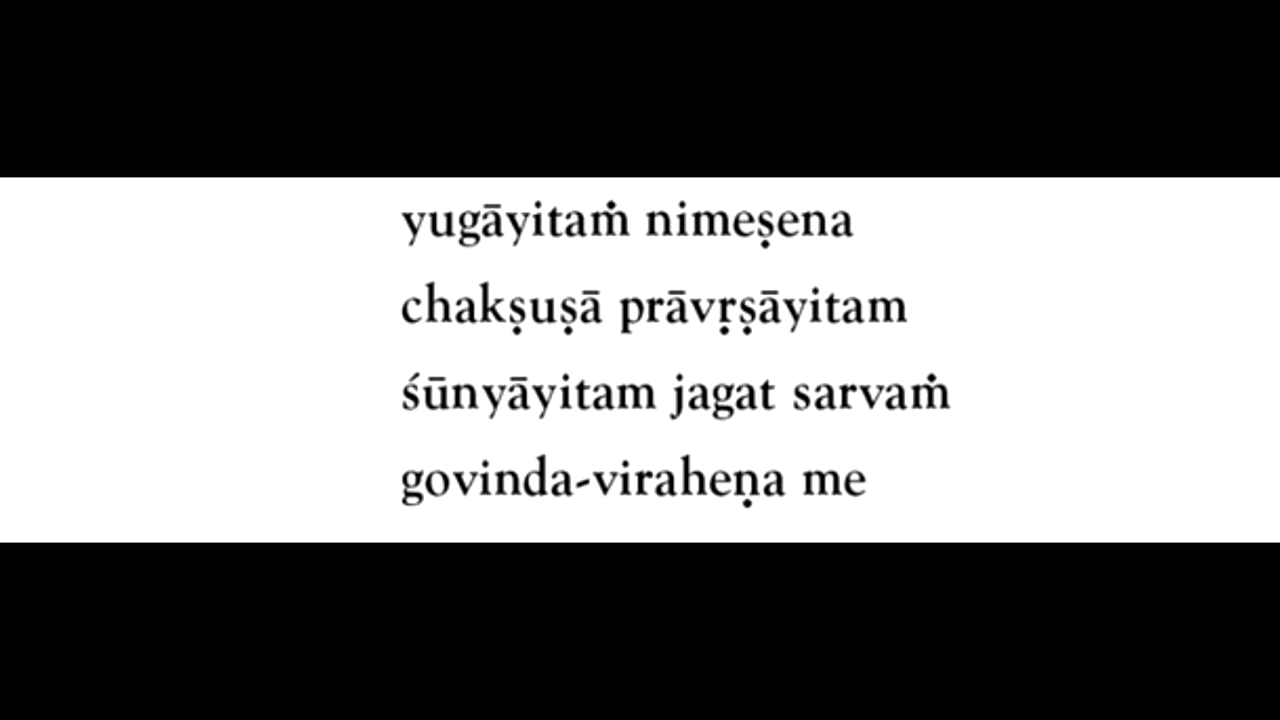 yugāyitaṁ nimeṣena
chakṣuṣā prāvṛṣāyitam
śūnyāyitam jagat sarvaṁ
govinda-viraheṇa me